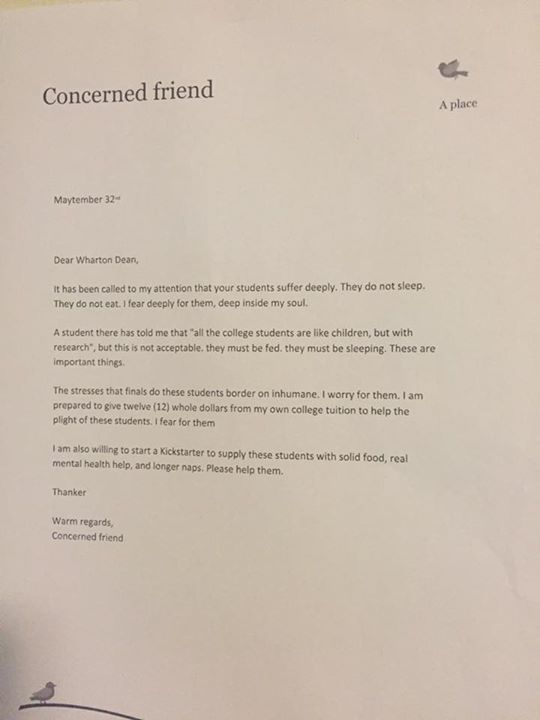 Concerned friend
A place
Maytember 32nd
Dear Wharton Dean,
It has been called to my attention that your students suffer deeply. They do not sleep.
They do not eat. I fear deeply for them, deep inside my soul.
A student there has told me that "all the college students are like children, but with
research", but this is not acceptable. they must be fed. they must be sleeping. These are
important things.
The stresses that finals do these students border on inhumane. I worry for them. I am
prepared to give twelve (12) whole dollars from my own college tuition to help the
plight of these students. I fear for them
I am also willing to start a Kickstarter to supply these students with solid food, real
mental health help, and longer naps. Please help them.
Thanker
Warm regards,
Concerned friend